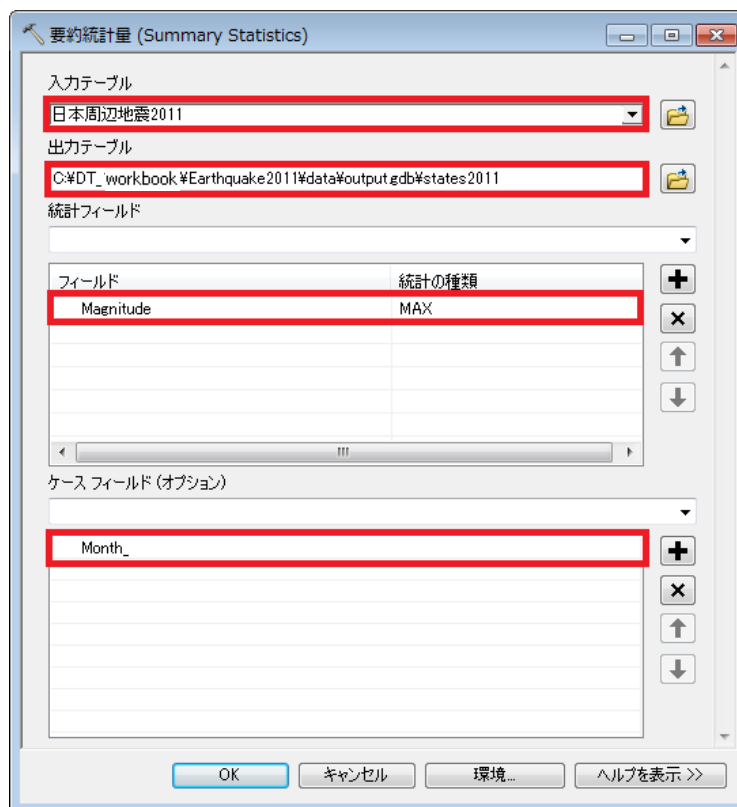 要約統計量 (Summary Statistics)
入力テーブル
日本周辺地震2011
出力テーブル
C:¥DT_workbook¥Earthquake2011¥data¥output.gdb¥states2011
統計フィールド
フィールド 統計の種類
Magnitude MAX
ケース フィールド (オプション)
Month_
OK キャンセル 環境... ヘルプを表示 >>